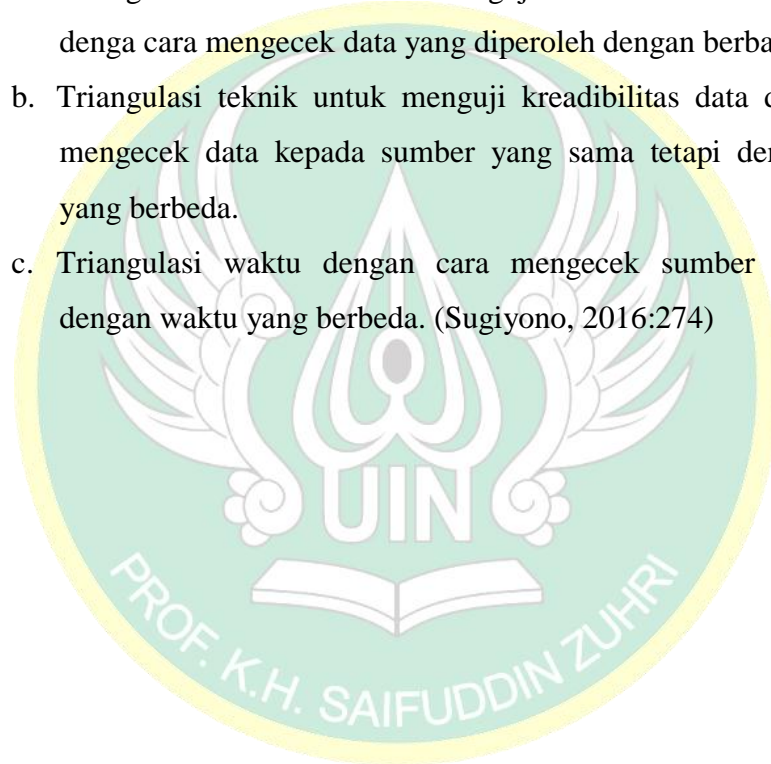 denga cara mengecek data yang diperoleh dengan
b. Triangulasi teknik untuk menguji kreadibilitas data
mengecek data kepada sumber yang sama tetapi
yang berbeda.
c. Triangulasi waktu dengan cara mengecek sumber
dengan waktu yang berbeda. (Sugiyono, 2016:274)
UIN
PROF. K.H. SAIFUDDIN ZUHRI